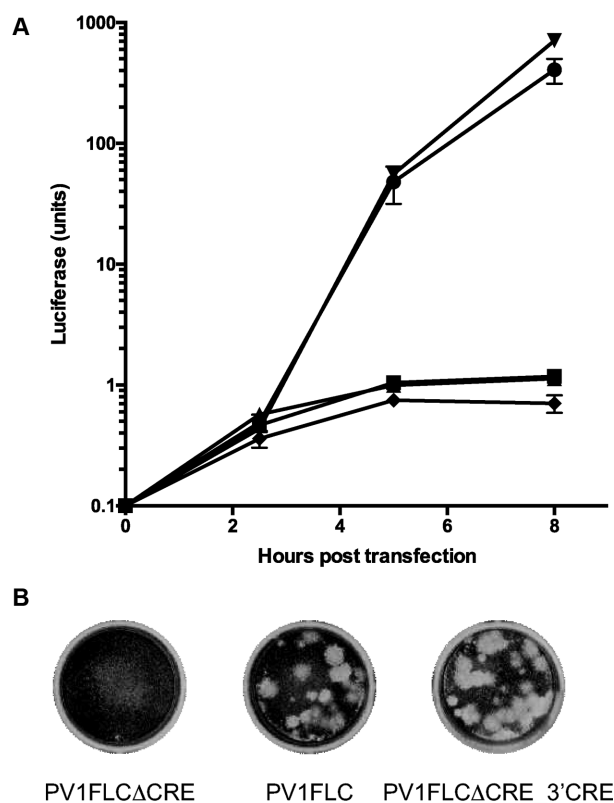 A
1000
100
10
1
0.1
Luciferase (units)
0 2 4 6 8
Hours post transfection
B
PV1FLCΔCRE PV1FLC PV1FLCΔCRE 3'CRE